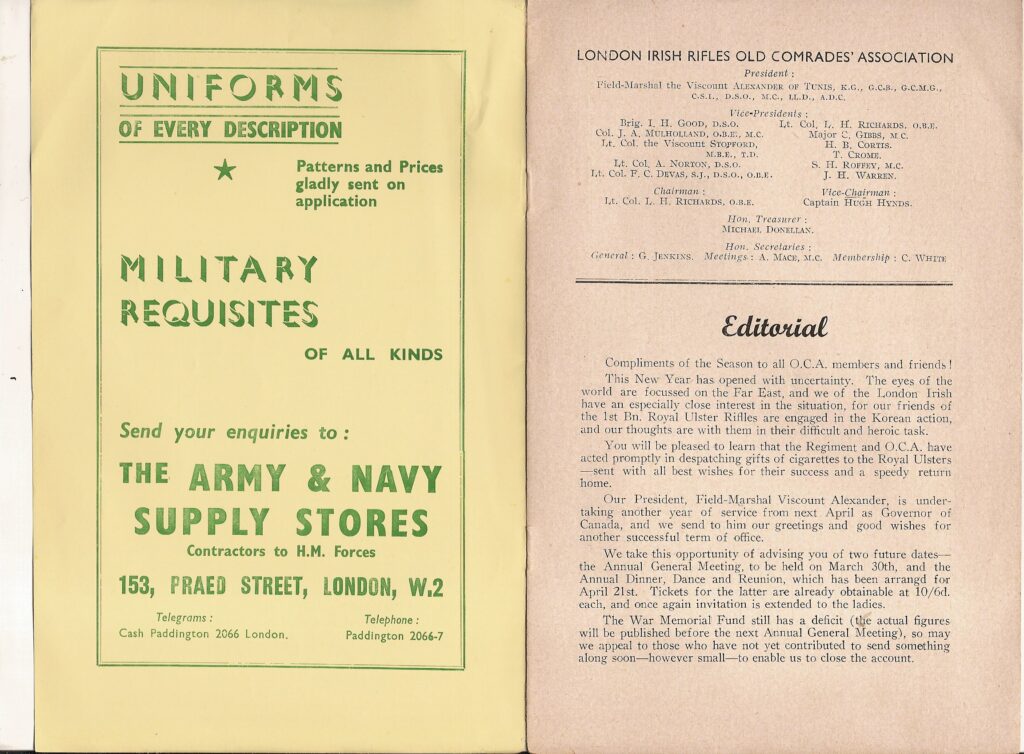 UNIFORMS
OF EVERY DESCRIPTION
★
Patterns and Prices
gladly sent on
application
MILITARY
REQUISITES
OF ALL KINDS
Send your enquiries to :
THE ARMY & NAVY
SUPPLY STORES
Contractors to H.M. Forces
153, PRAED STREET, LONDON, W.2
Telegrams :
Cash Paddington 2066 London.
Telephone :
Paddington 2066-7
LONDON IRISH RIFLES OLD COMRADES' ASSOCIATION
President :
Field-Marshal the Viscount ALEXANDER OF TUNIS, K.G., G.C.B., G.C.M.G.,
C.S.I., D.S.O., M.C., LL.D., A.D.C.
Vice-Presidents :
Brig. I. H. GOOD, D.S.O.
Col. J. A. MULHOLLAND, O.B.E., M.C.
Lt. Col. the Viscount STOPFORD,
M.B.E., T.D.
Lt. Col. A. NORTON, D.S.O.
Lt. Col. F. C. DEVAS, S.J., D.S.O., O.B.E.
Lt. Col. L. H. RICHARDS, O.B.E.
Major C. GIBBS, M.C.
H. B. CORTIS.
T. CROME.
S. H. ROFFEY, M.C.
J. H. WARREN.
Chairman :
Lt. Col. L. H. RICHARDS, O.B.E.
Vice-Chairman :
Captain HUGH HYNDS.
Hon. Treasurer :
MICHAEL DONELLAN.
Hon. Secretaries :
General : G. JENKINS. Meetings : A. MACE, M.C. Membership : C. WHITE
Editorial
Compliments of the Season to all O.C.A. members and friends !
This New Year has opened with uncertainty. The eyes of the
world are focussed on the Far East, and we of the London Irish
have an especially close interest in the situation, for our friends of
the 1st Bn. Royal Ulster Rifles are engaged in the Korean action,
and our thoughts are with them in their difficult and heroic task.
You will be pleased to learn that the Regiment and O.C.A. have
acted promptly in despatching gifts of cigarettes to the Royal Ulsters
—sent with all best wishes for their success and a speedy return
home.
Our President, Field-Marshal Viscount Alexander, is under-
taking another year of service from next April as Governor of
Canada, and we send to him our greetings and good wishes for
another successful term of office.
We take this opportunity of advising you of two future dates—
the Annual General Meeting, to be held on March 30th, and the
Annual Dinner, Dance and Reunion, which has been arrangd for
April 21st. Tickets for the latter are already obtainable at 10/6d.
each, and once again invitation is extended to the ladies.
The War Memorial Fund still has a deficit (the actual figures
will be published before the next Annual General Meeting), so may
we appeal to those who have not yet contributed to send something
along soon—however small—to enable us to close the account.